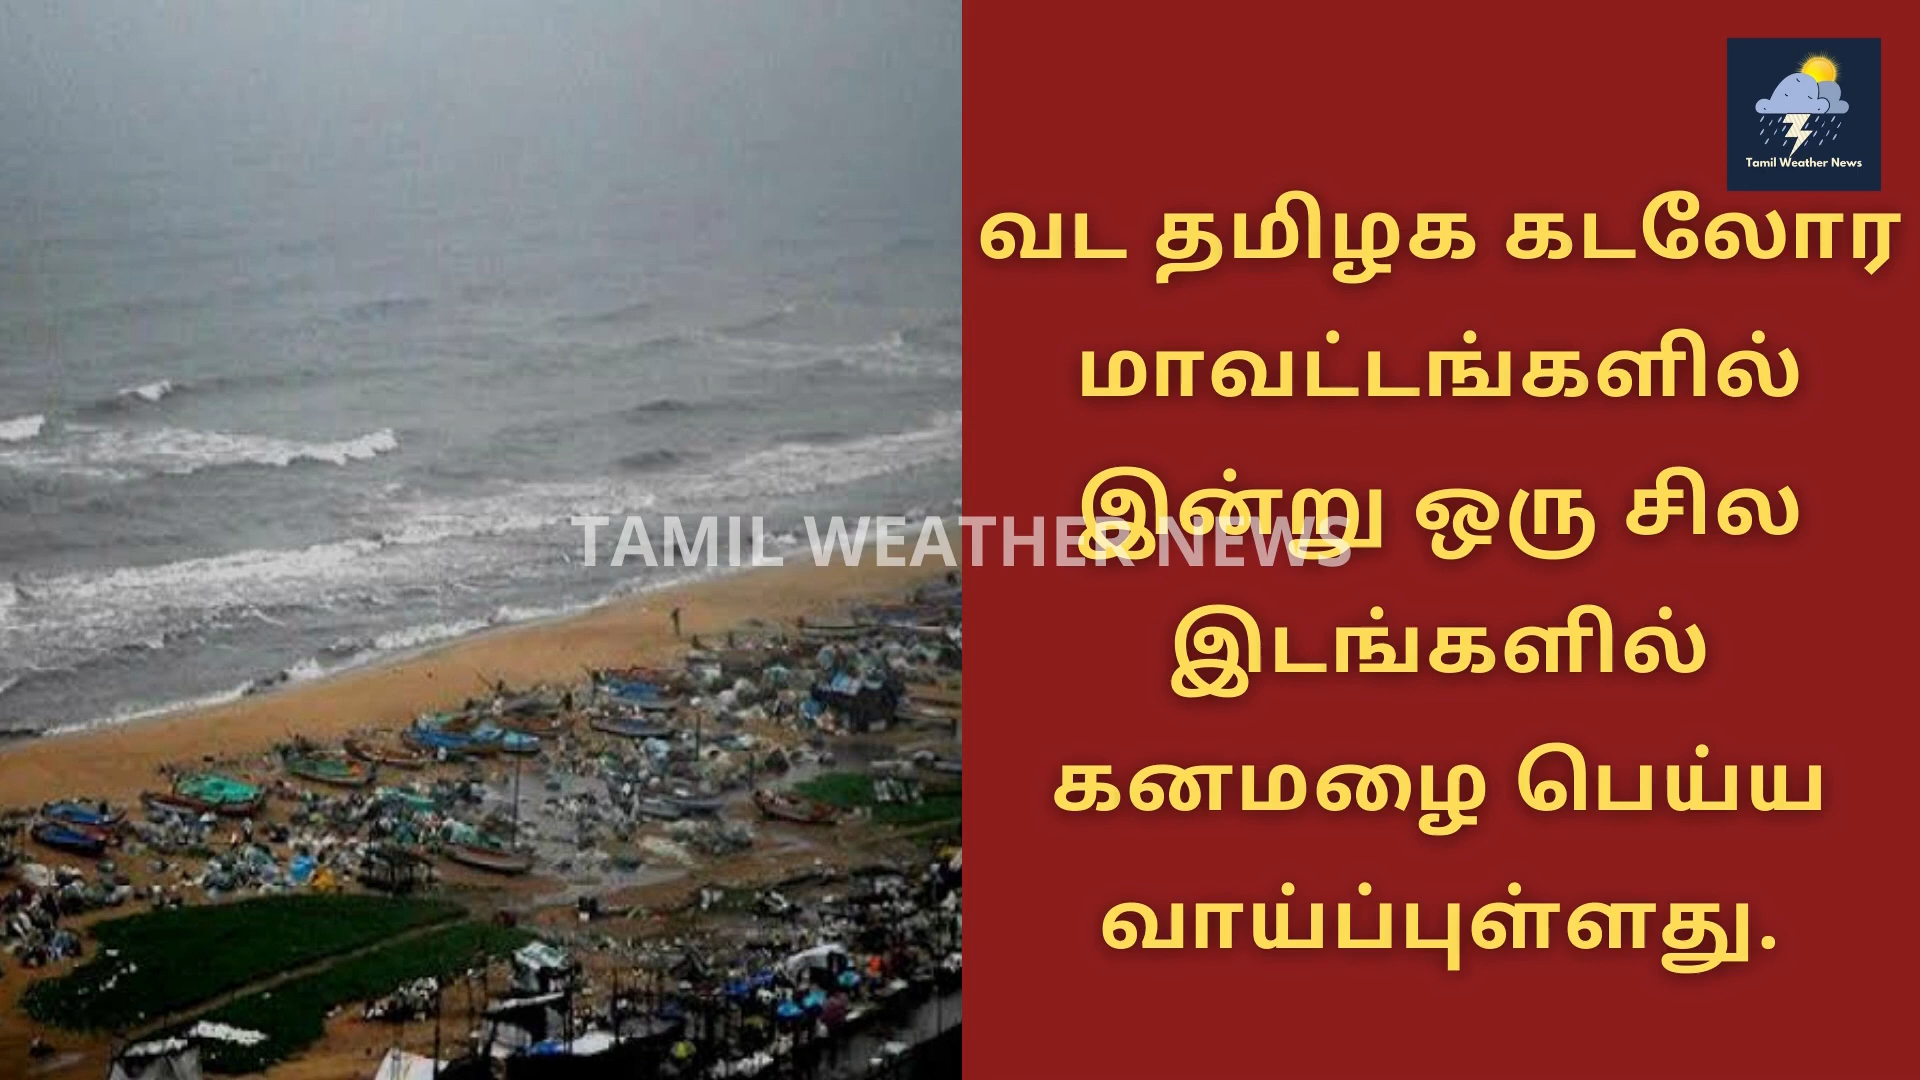 Tamil Weather News
வட தமிழக கடலோர
மாவட்டங்களில்
இன்று ஒரு சில
TAMIL WEATHER NEWS
இடங்களில்
கனமழை பெய்ய
வாய்ப்புள்ளது.